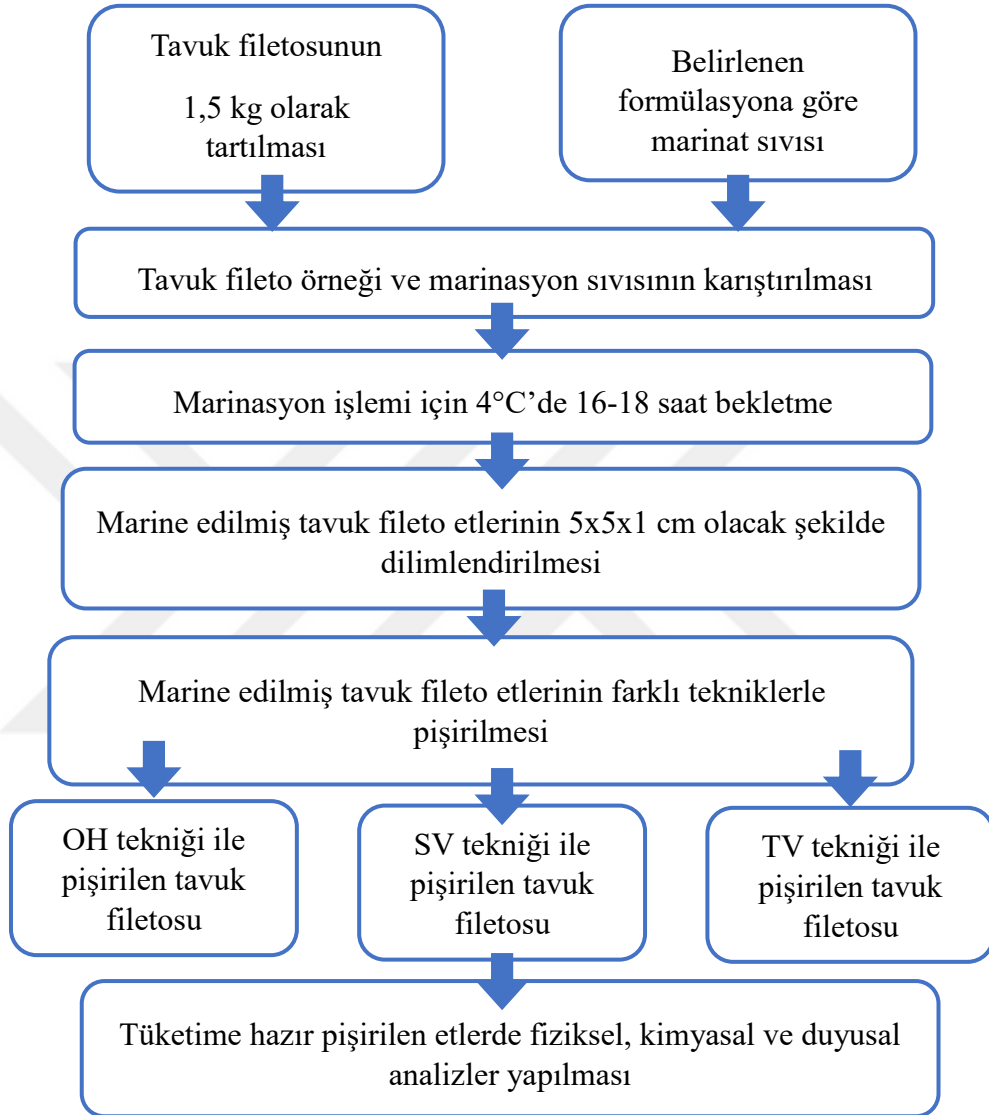 Tavuk filetosunun
1,5 kg olarak
tartılması
Belirlenen
formülasyona göre
marinat sıvısı
Tavuk fileto örneği ve marinasyon sıvısının karıştırılması
Marinasyon işlemi için 4°C’de 16-18 saat bekletme
Marine edilmiş tavuk fileto etlerinin 5x5x1 cm olacak şekilde
dilimlendirilmesi
Marine edilmiş tavuk fileto etlerinin farklı tekniklerle
pişirilmesi
OH tekniği ile
pişirilen tavuk
filetosu
SV tekniği ile
pişirilen tavuk
filetosu
TV tekniği ile
pişirilen tavuk
filetosu
Tüketime hazır pişirilen etlerde fiziksel, kimyasal ve duyusal
analizler yapılması